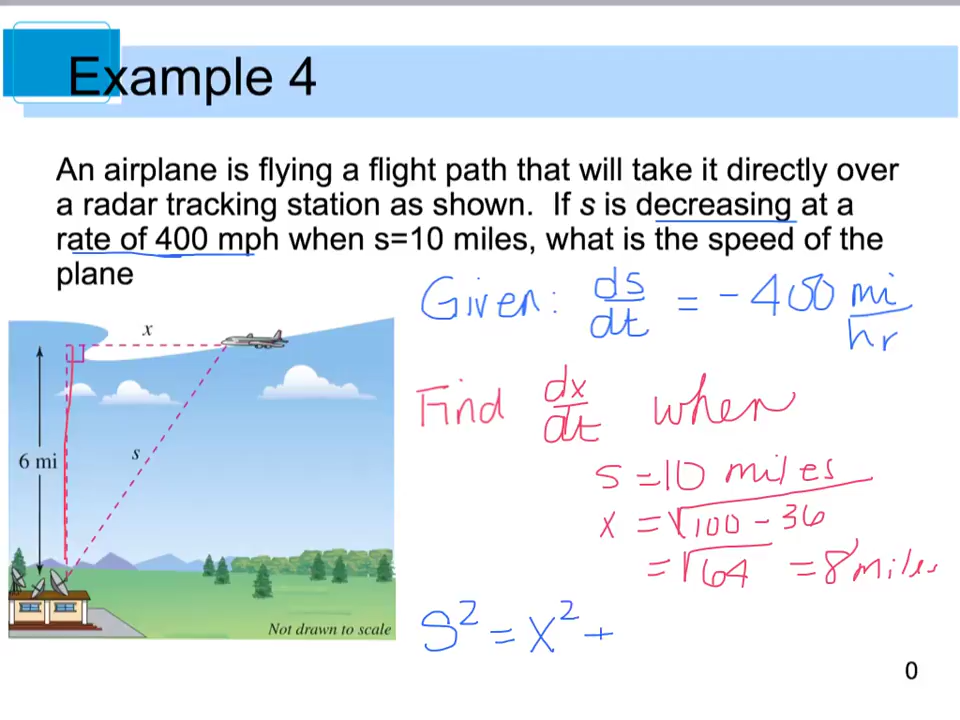 Example 4
An airplane is flying a flight path that will take it directly over
a radar tracking station as shown. If s is decreasing at a
rate of 400 mph when s=10 miles, what is the speed of the
plane
Given: ds/dt = -400 mi/hr
x
Find dx/dt when
6 mi
s
s = 10 miles
x = √100 - 36
= √64 = 8 miles
Not drawn to scale
S² = x² +
0